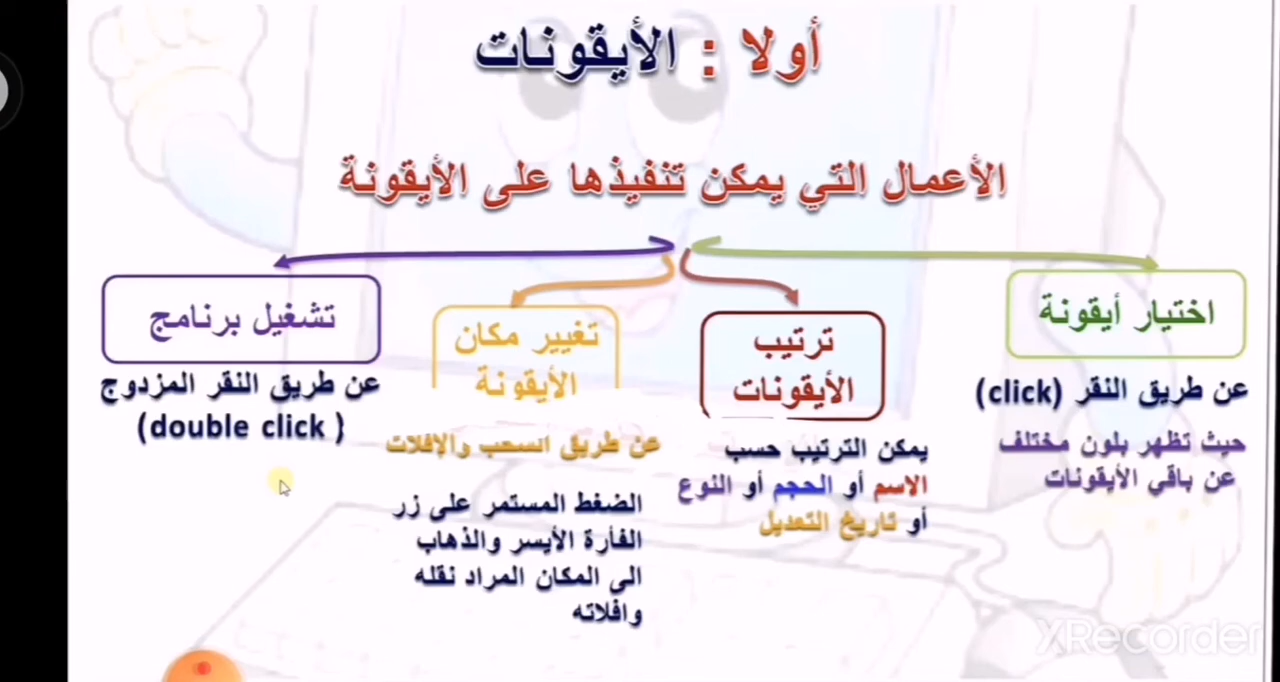 أولا : الأيقونات
الأعمال التي يمكن تنفيذها على الأيقونة
اختيار أيقونة
عن طريق النقر (click)
حيث تظهر بلون مختلف
عن باقي الأيقونات
ترتيب
الأيقونات
يمكن الترتيب حسب
الاسم أو الحجم أو النوع
أو تاريخ التعديل
تغيير مكان
الأيقونة
عن طريق السحب والإفلات
الضغط المستمر على زر
الفأرة الأيسر والذهاب
الى المكان المراد نقله
وافلاته
تشغيل برنامج
عن طريق النقر المزدوج
(double click )
XRecorder